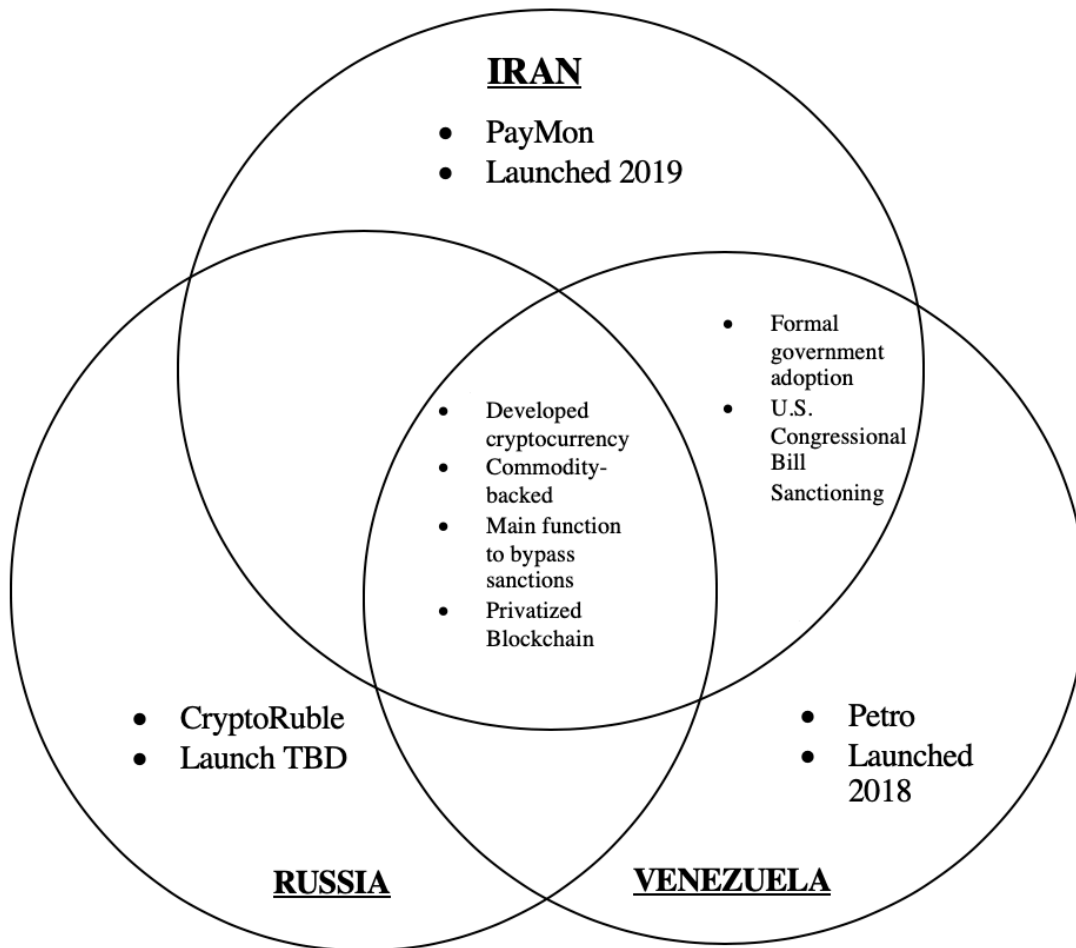 IRAN
• PayMon
• Launched 2019
• Formal
government
adoption
• U.S.
Congressional
Bill
Sanctioning
• Developed
cryptocurrency
• Commodity-
backed
• Main function
to bypass
sanctions
• Privatized
Blockchain
• CryptoRuble
• Launch TBD
• Petro
• Launched
2018
RUSSIA
VENEZUELA